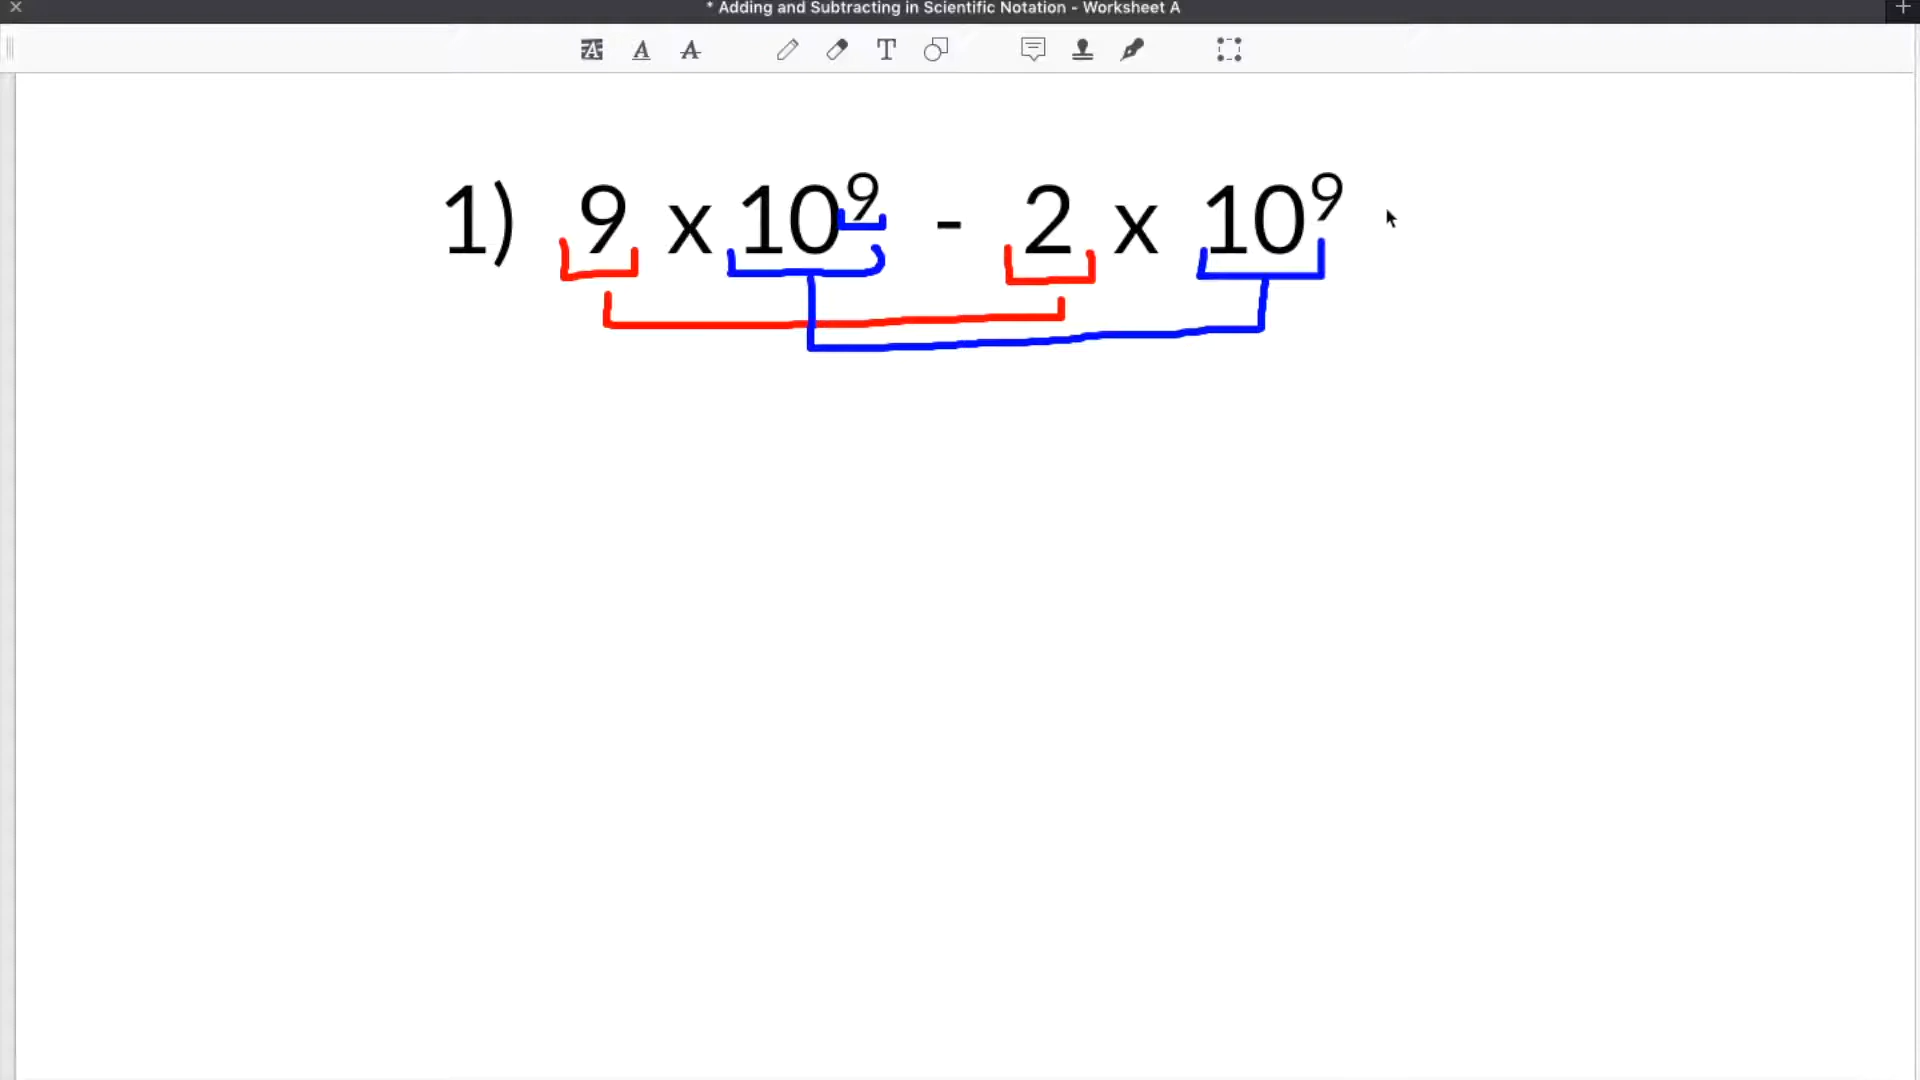 * Adding and Subtracting in Scientific Notation - Worksheet A
1) 9 x 10⁹ - 2 x 10⁹